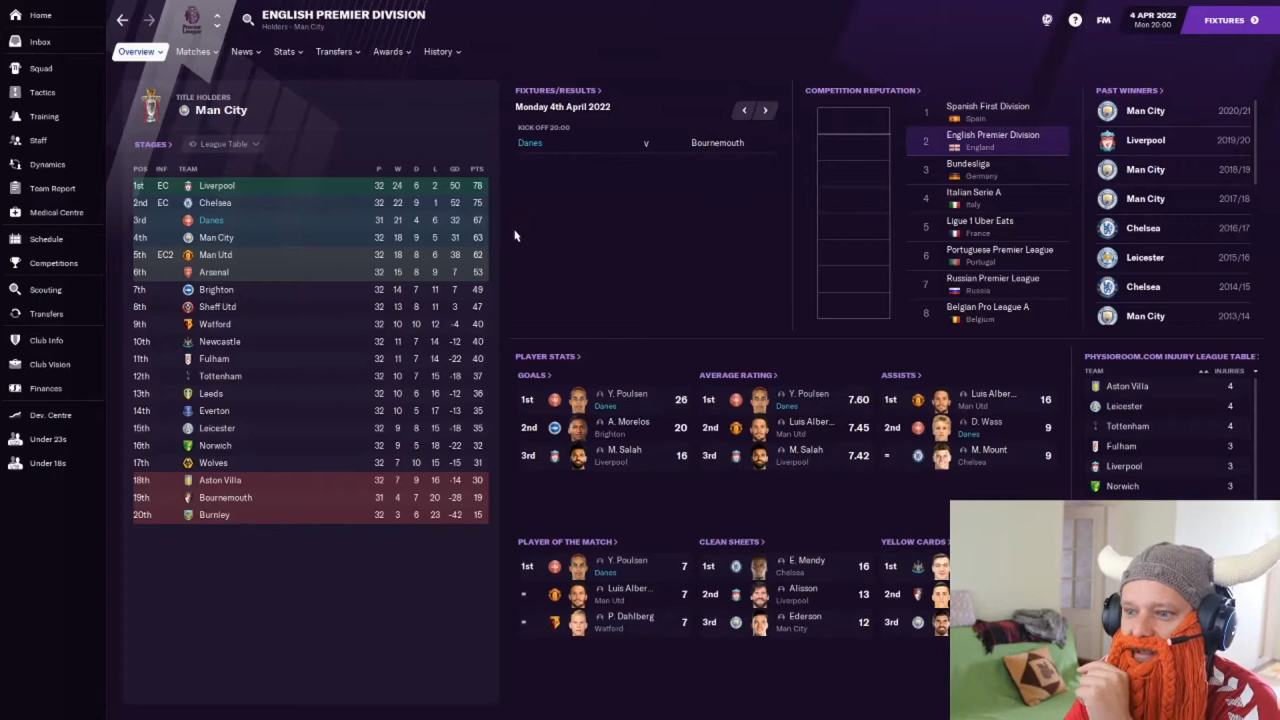 Home
Inbox
Squad
Tactics
Training
Staff
Dynamics
Team Report
Medical Centre
Schedule
Competitions
Scouting
Transfers
Club Info
Club Vision
Finances
Dev. Centre
Under 23s
Under 18s
ENGLISH PREMIER DIVISION
Holders - Man City
FM
4 APR 2022
Mon 20:00
FIXTURES
Overview Matches News Stats Transfers Awards History
TITLE HOLDERS
Man City
STAGES > League Table
POS INF TEAM P W D L GD PTS
1st EC Liverpool 32 24 6 2 50 78
2nd EC Chelsea 32 22 9 1 52 75
3rd Danes 31 21 4 6 32 67
4th Man City 32 18 9 5 31 63
5th EC2 Man Utd 32 18 8 6 38 62
6th Arsenal 32 15 8 9 7 53
7th Brighton 32 14 7 11 7 49
8th Sheff Utd 32 13 8 11 3 47
9th Watford 32 10 10 12 -4 40
10th Newcastle 32 11 7 14 -12 40
11th Fulham 32 11 7 14 -22 40
12th Tottenham 32 10 7 15 -18 37
13th Leeds 32 10 6 16 -12 36
14th Everton 32 10 5 17 -13 35
15th Leicester 32 9 8 15 -18 35
16th Norwich 32 9 5 18 -22 32
17th Wolves 32 7 10 15 -15 31
18th Aston Villa 32 7 9 16 -14 30
19th Bournemouth 31 4 7 20 -28 19
20th Burnley 32 3 6 23 -42 15
FIXTURES/RESULTS >
Monday 4th April 2022
KICK OFF 20:00
Danes v Bournemouth
COMPETITION REPUTATION >
1 Spanish First Division
Spain
2 English Premier Division
England
3 Bundesliga
Germany
4 Italian Serie A
Italy
5 Ligue 1 Uber Eats
France
6 Portuguese Premier League
Portugal
7 Russian Premier League
Russia
8 Belgian Pro League A
Belgium
PAST WINNERS >
Man City 2020/21
Liverpool 2019/20
Man City 2018/19
Man City 2017/18
Chelsea 2016/17
Leicester 2015/16
Chelsea 2014/15
Man City 2013/14
PLAYER STATS >
GOALS >
1st Y. Poulsen 26
Danes
2nd A. Morelos 20
Brighton
3rd M. Salah 16
Liverpool
AVERAGE RATING >
1st Y. Poulsen 7.60
Danes
2nd Luis Alber... 7.45
Man Utd
3rd M. Salah 7.42
Liverpool
ASSISTS >
1st Luis Alber... 16
Man Utd
2nd D. Wass 9
Danes
= M. Mount 9
Chelsea
PHYSIOROOM.COM INJURY LEAGUE TABLE
TEAM INJURIES
Aston Villa 4
Leicester 4
Tottenham 4
Fulham 3
Liverpool 3
Norwich 3
PLAYER OF THE MATCH >
1st Y. Poulsen 7
Danes
= Luis Alber... 7
Man Utd
= P. Dahlberg 7
Watford
CLEAN SHEETS >
1st E. Mendy 16
Chelsea
2nd Alisson 13
Liverpool
3rd Ederson 12
Man City
YELLOW CARDS
1st
2nd
3rd